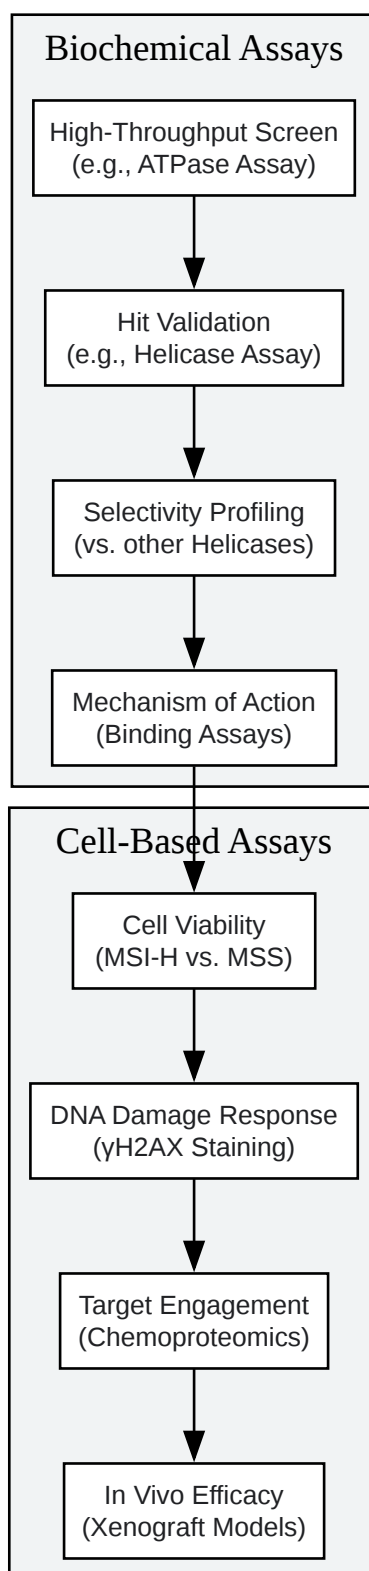 Biochemical Assays
High-Throughput Screen
(e.g., ATPase Assay)
Hit Validation
(e.g., Helicase Assay)
Selectivity Profiling
(vs. other Helicases)
Mechanism of Action
(Binding Assays)
Cell-Based Assays
Cell Viability
(MSI-H vs. MSS)
DNA Damage Response
(γH2AX Staining)
Target Engagement
(Chemoproteomics)
In Vivo Efficacy
(Xenograft Models)